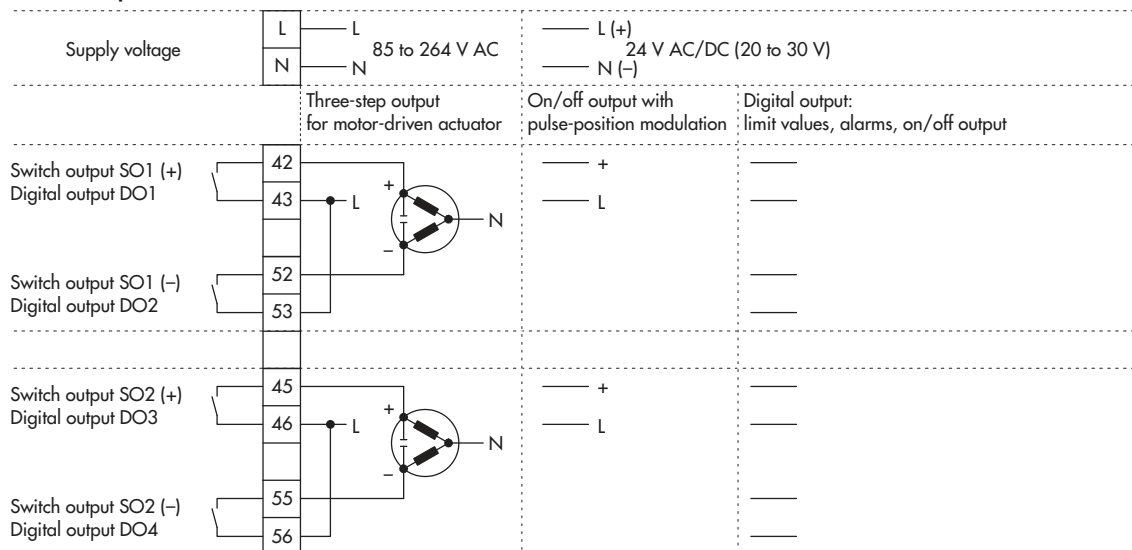 Supply voltage
L
L
85 to 264 V AC
L (+)
24 V AC/DC (20 to 30 V)
N
N
N (–)
Three-step output
for motor-driven actuator
On/off output with
pulse-position modulation
Digital output:
limit values, alarms, on/off output
Switch output SO1 (+)
Digital output DO1
42
43
+
L
–
N
+
L
Switch output SO1 (–)
Digital output DO2
52
53
Switch output SO2 (+)
Digital output DO3
45
46
+
L
–
N
+
L
Switch output SO2 (–)
Digital output DO4
55
56